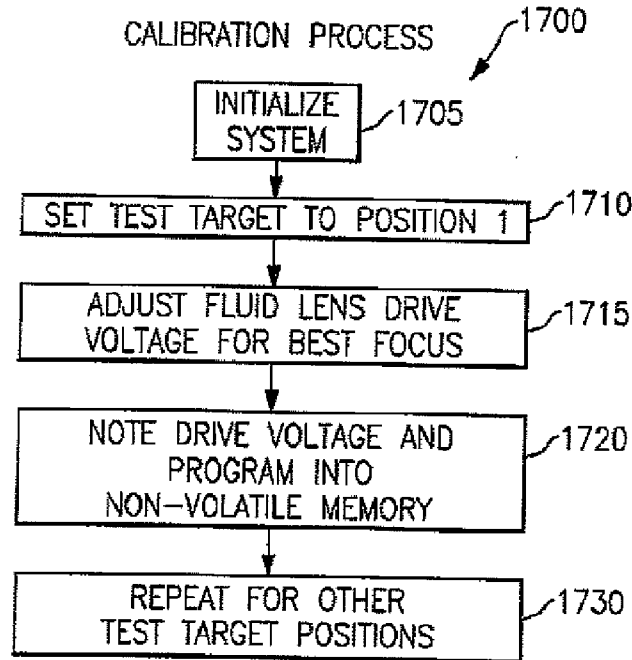 CALIBRATION PROCESS
1700
INITIALIZE
SYSTEM
1705
SET TEST TARGET TO POSITION 1
1710
ADJUST FLUID LENS DRIVE
VOLTAGE FOR BEST FOCUS
1715
NOTE DRIVE VOLTAGE AND
PROGRAM INTO
NON-VOLATILE MEMORY
1720
REPEAT FOR OTHER
TEST TARGET POSITIONS
1730